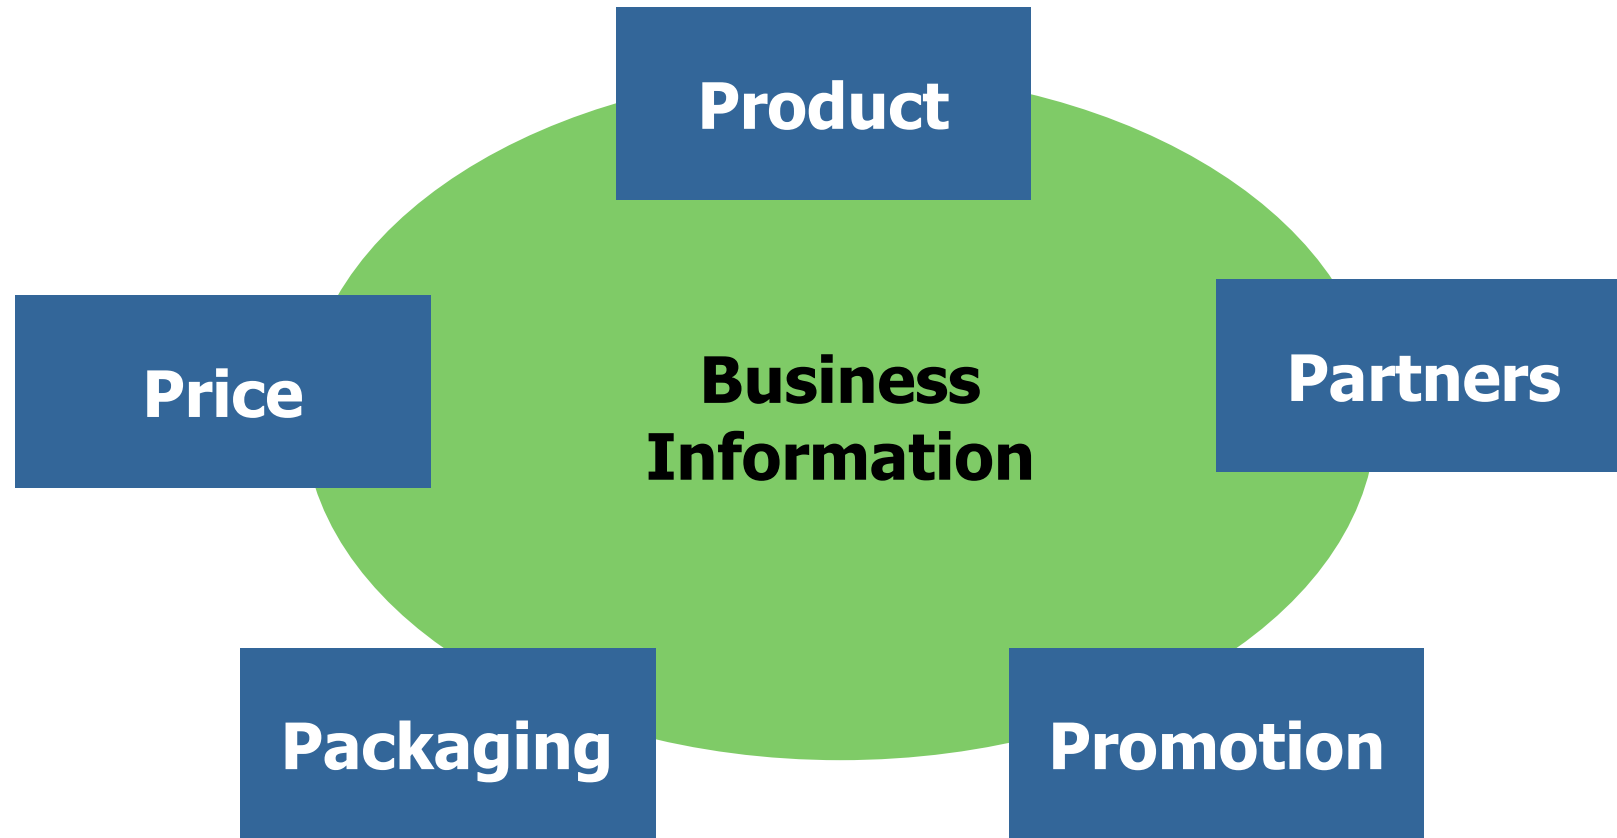 Product
Price
Partners
Business
Information
Packaging
Promotion